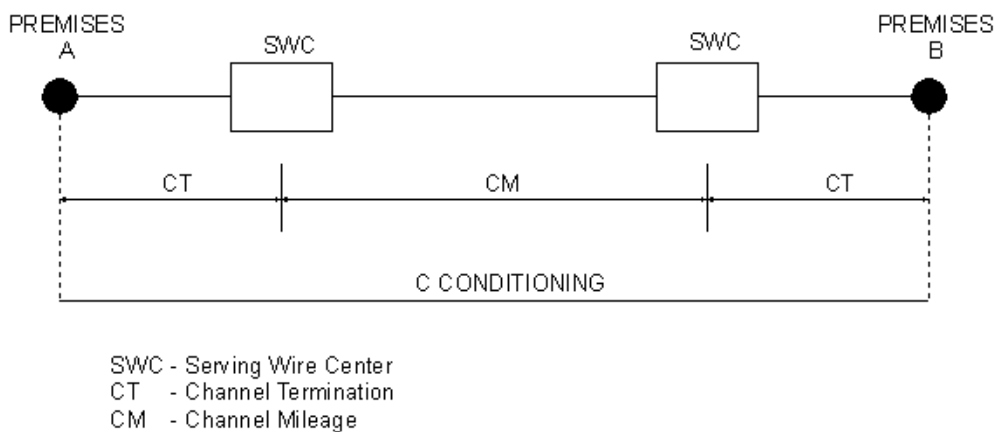 PREMISES
A
SWC
SWC
PREMISES
B
CT
CM
CT
C CONDITIONING
SWC - Serving Wire Center
CT - Channel Termination
CM - Channel Mileage